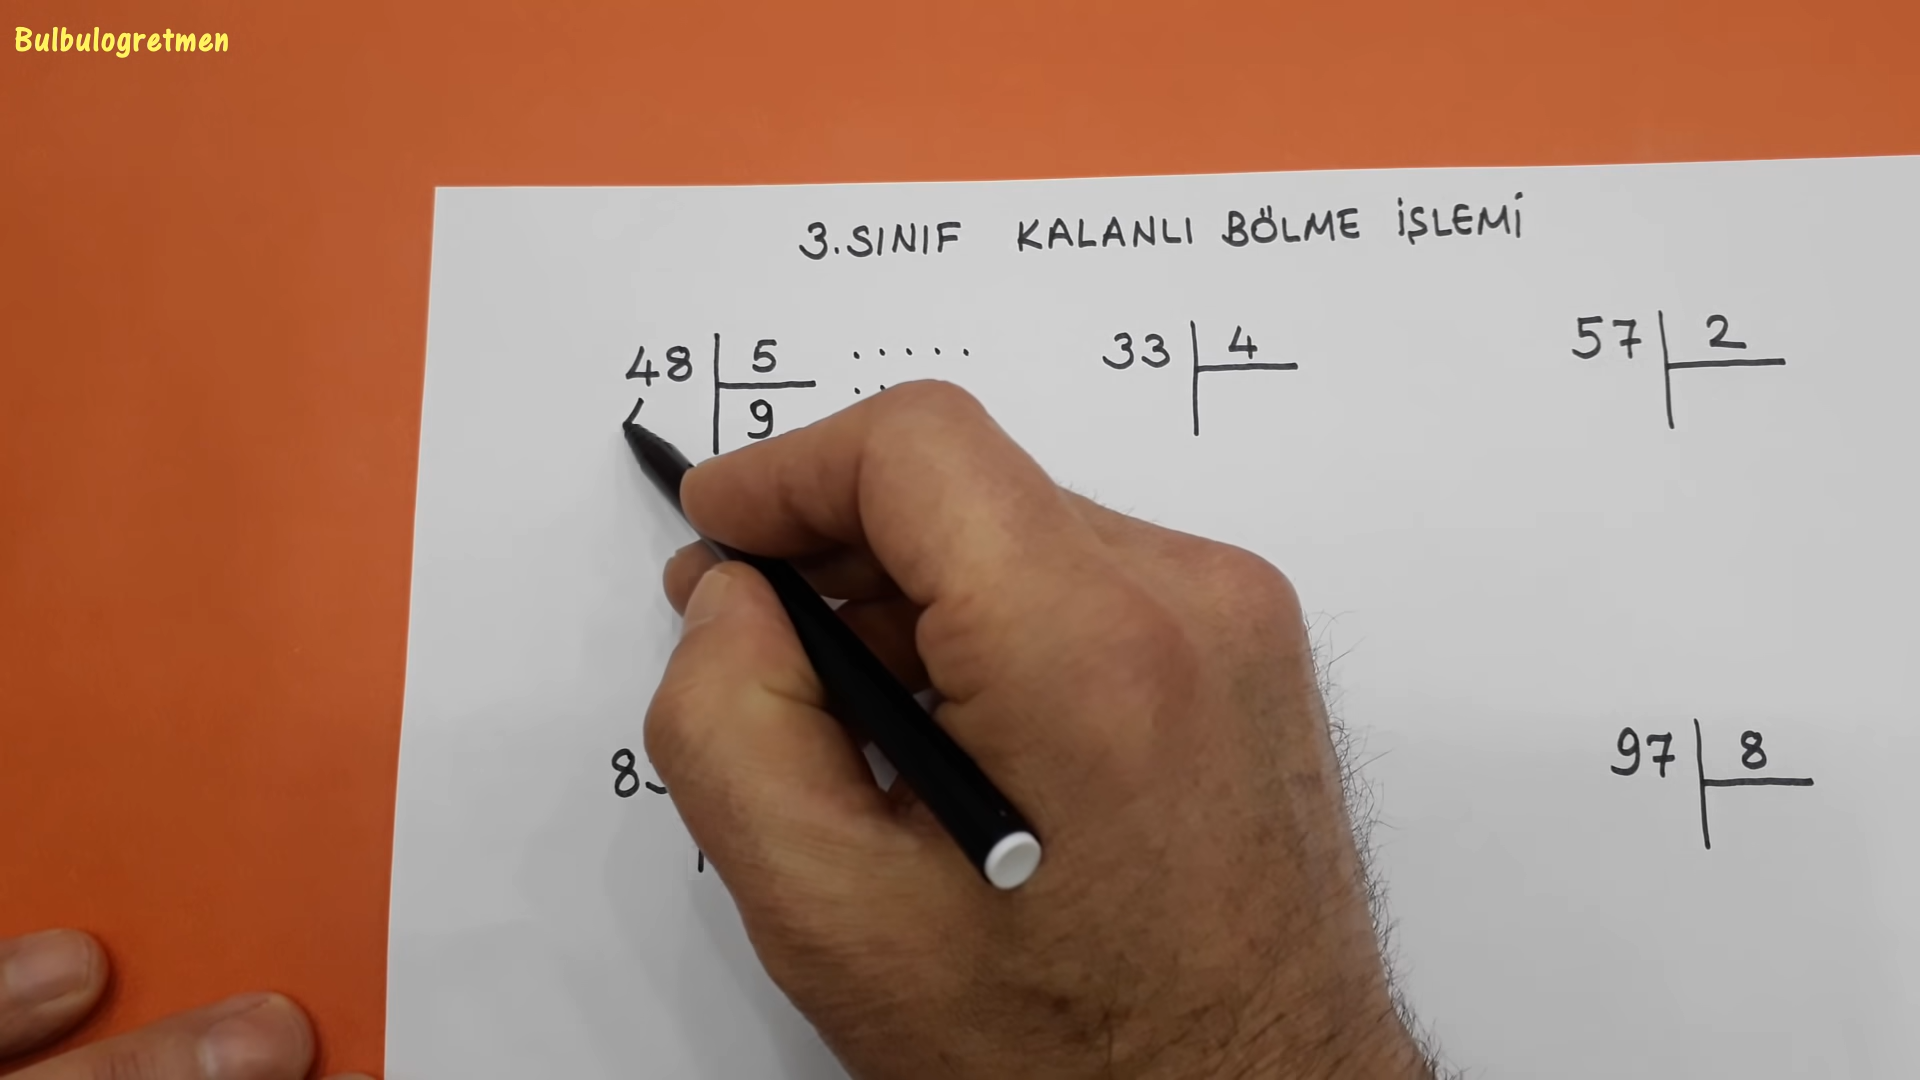 Bulbulogretmen
3.SINIF KALANLI BÖLME İŞLEMİ
48 5 ..... 33 4 57 2
9
97 8